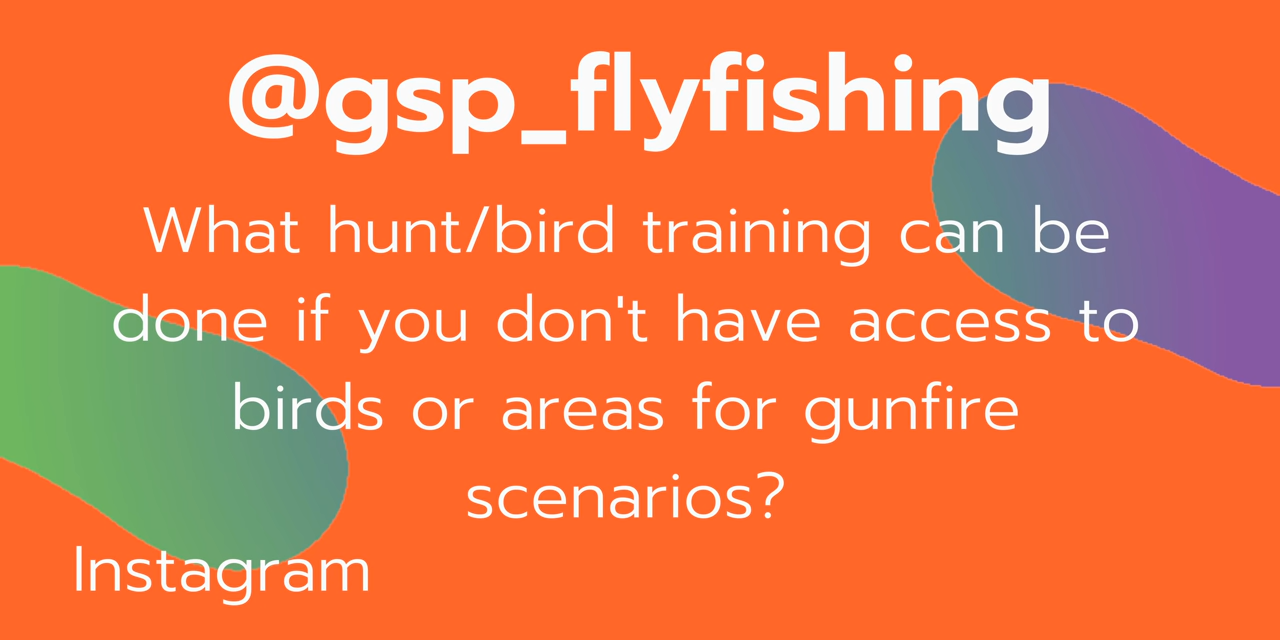 @gsp_flyfishing
What hunt/bird training can be
done if you don't have access to
birds or areas for gunfire
scenarios?
Instagram